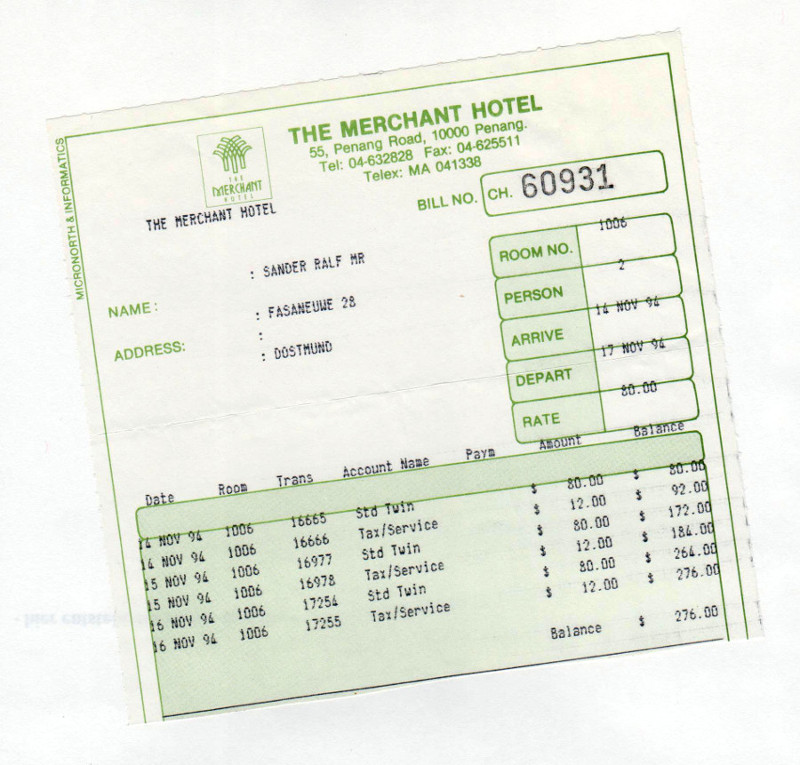 MICRONORTH & INFORMATICS
THE
MERCHANT
HOTEL
THE MERCHANT HOTEL
55, Penang Road, 10000 Penang.
Tel: 04-632828 Fax: 04-625511
Telex: MA 041338
BILL NO. CH. 60931
THE MERCHANT HOTEL
ROOM NO. 1006
PERSON 2
ARRIVE 14 NOV 94
DEPART 17 NOV 94
RATE 80.00
NAME: : SANDER RALF MR
ADDRESS: : FASANEUWE 28
:
: DOSTMUND
Date Room Trans Account Name Paym Amount Balance
14 NOV 94 1006 16665 Std Twin $ 80.00 $ 80.00
14 NOV 94 1006 16666 Tax/Service $ 12.00 $ 92.00
15 NOV 94 1006 16977 Std Twin $ 80.00 $ 172.00
15 NOV 94 1006 16978 Tax/Service $ 12.00 $ 184.00
16 NOV 94 1006 17254 Std Twin $ 80.00 $ 264.00
16 NOV 94 1006 17255 Tax/Service $ 12.00 $ 276.00
Balance $ 276.00